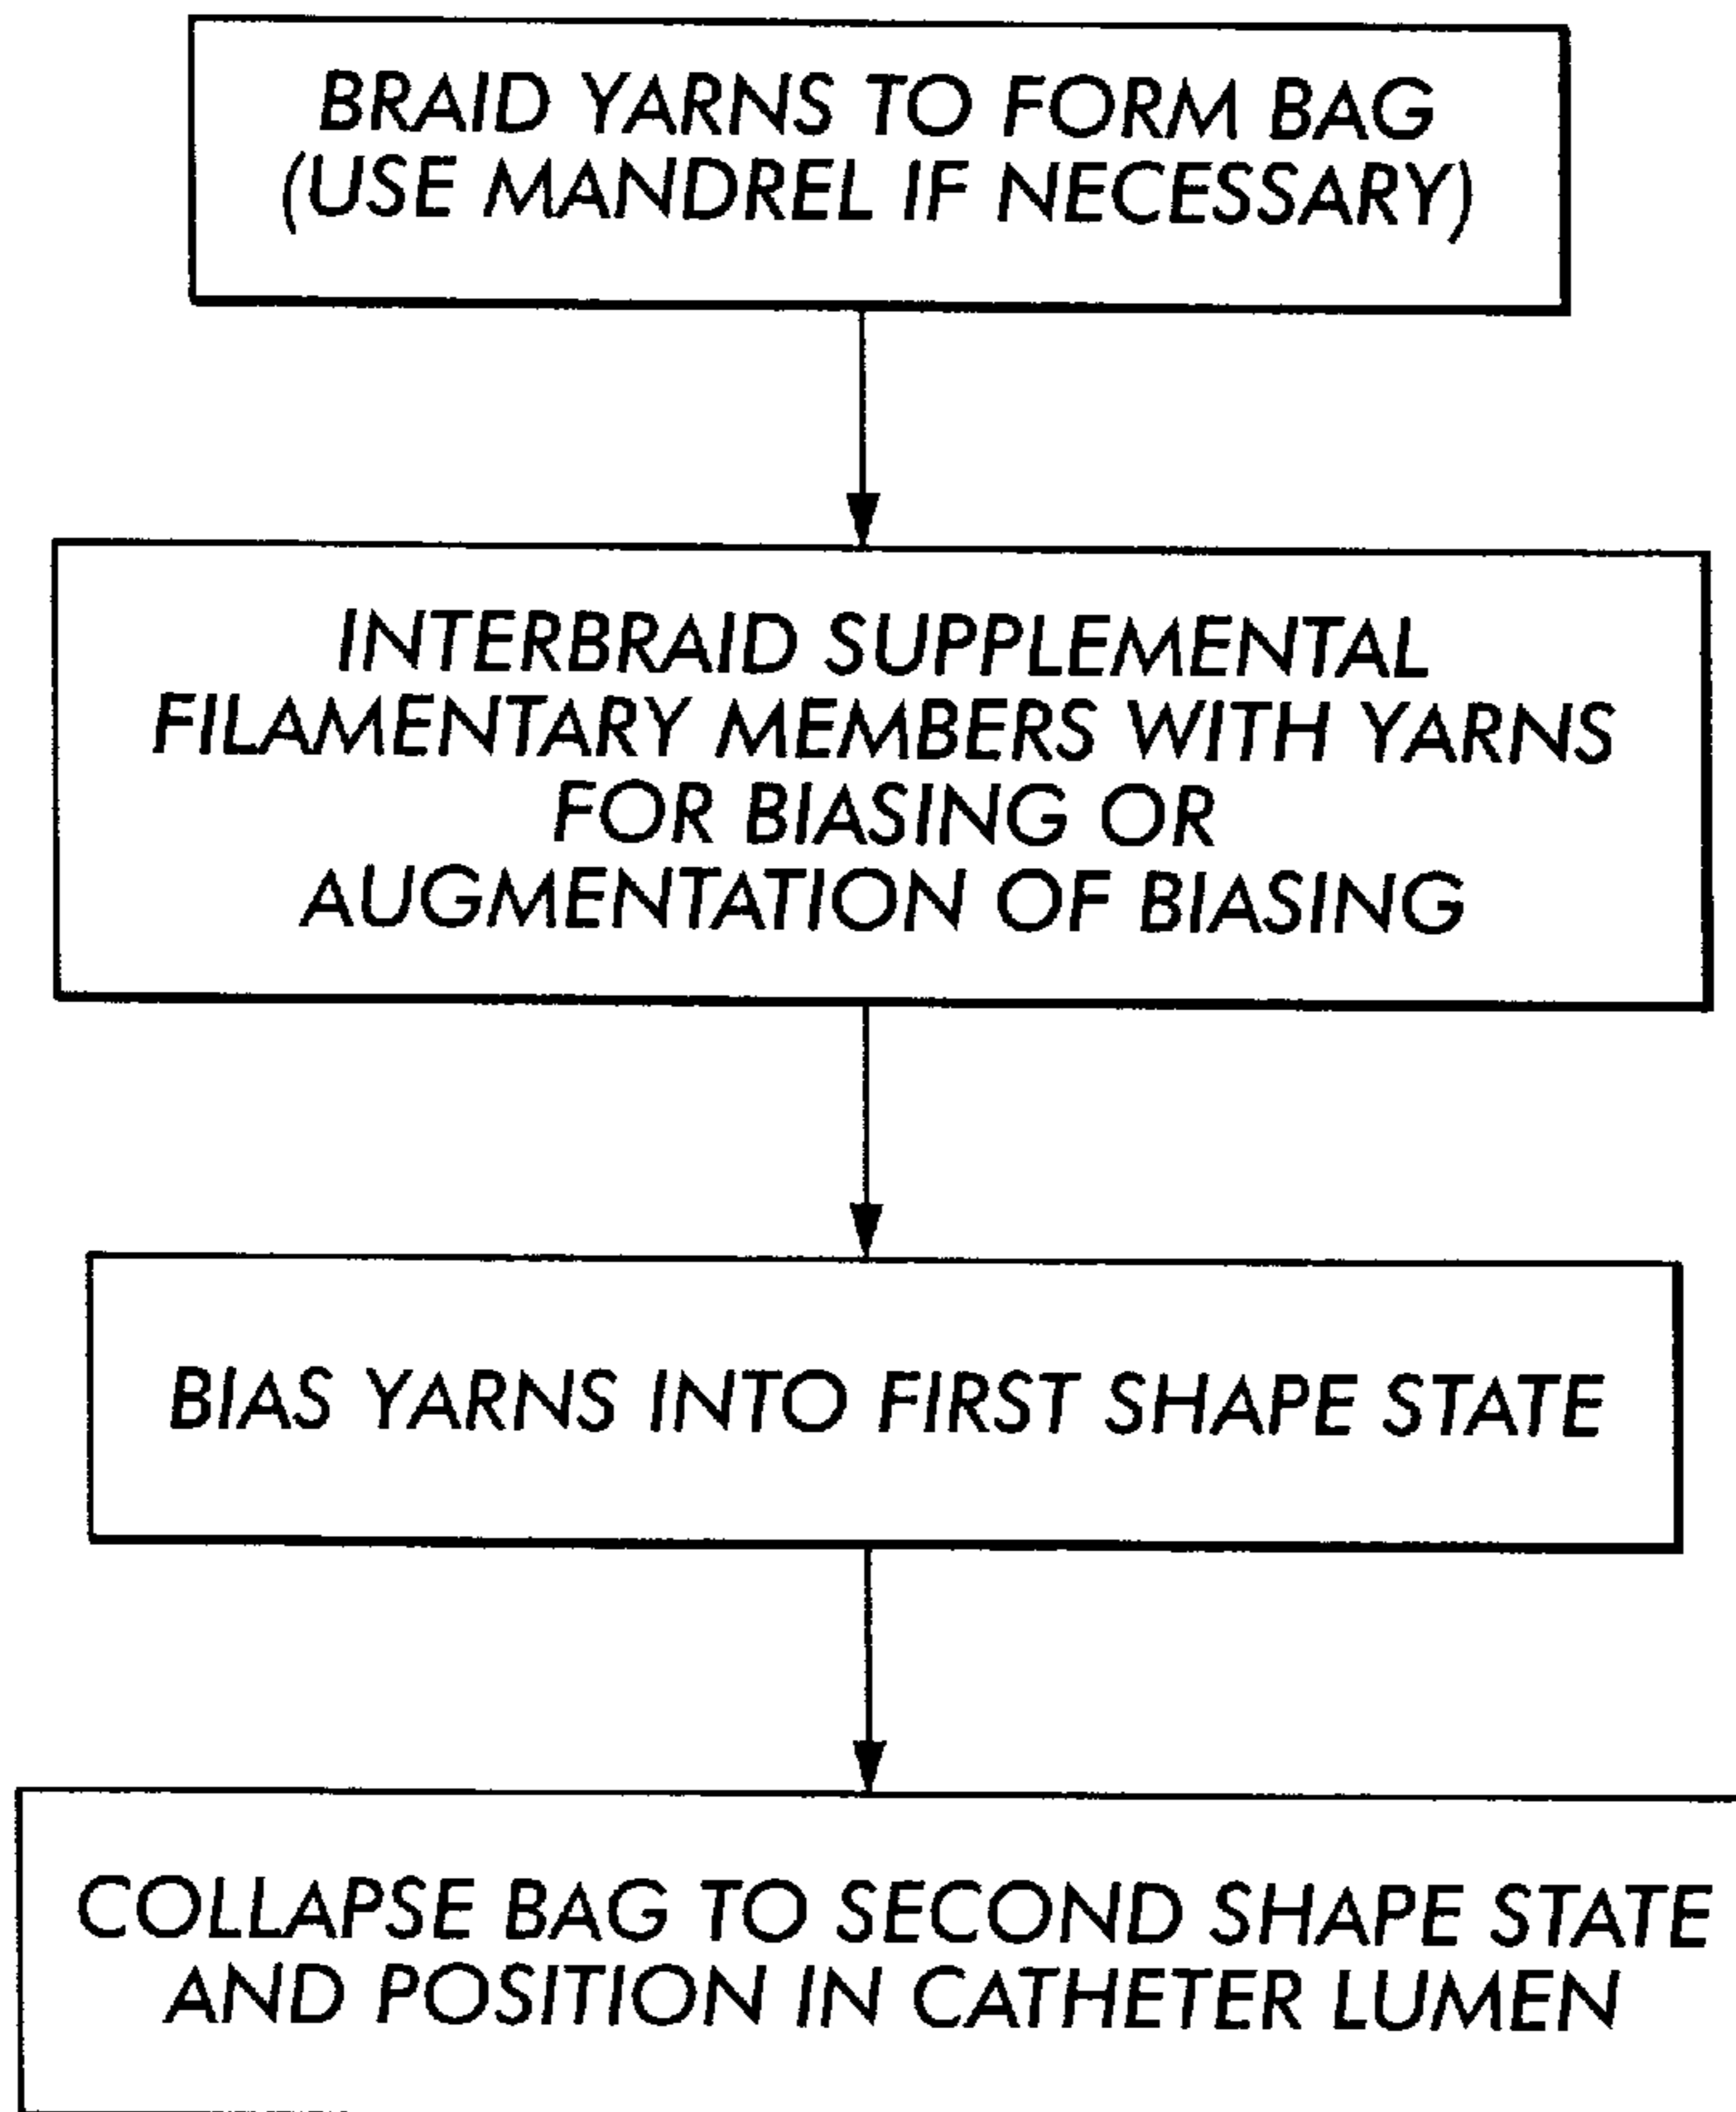 BRAID YARNS TO FORM BAG
(USE MANDREL IF NECESSARY)
INTERBRAID SUPPLEMENTAL
FILAMENTARY MEMBERS WITH YARNS
FOR BIASING OR
AUGMENTATION OF BIASING
BIAS YARNS INTO FIRST SHAPE STATE
COLLAPSE BAG TO SECOND SHAPE STATE
AND POSITION IN CATHETER LUMEN